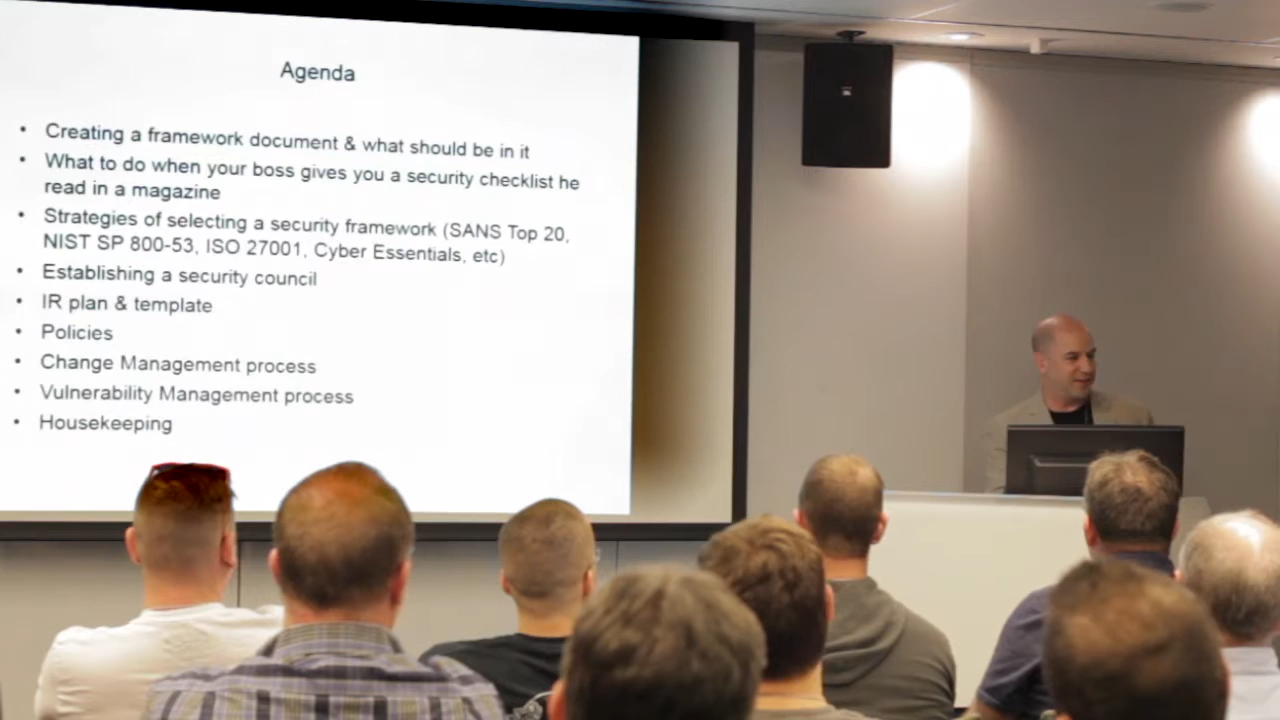 Agenda
• Creating a framework document & what should be in it
• What to do when your boss gives you a security checklist he
read in a magazine
• Strategies of selecting a security framework (SANS Top 20,
NIST SP 800-53, ISO 27001, Cyber Essentials, etc)
• Establishing a security council
• IR plan & template
• Policies
• Change Management process
• Vulnerability Management process
• Housekeeping